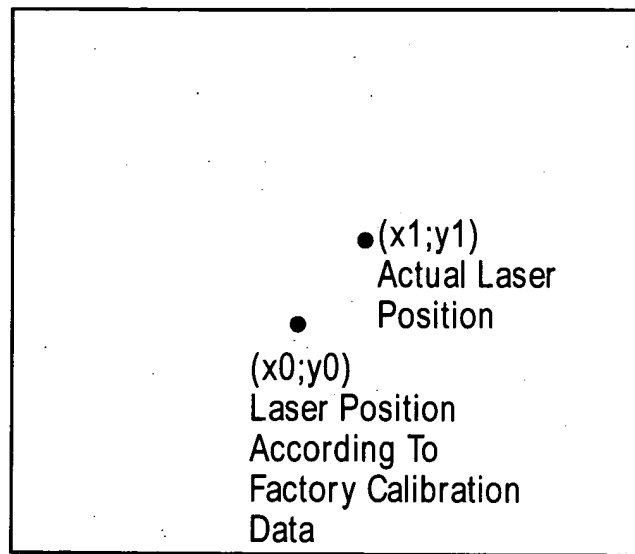 (x1;y1)
Actual Laser
Position
(x0;y0)
Laser Position
According To
Factory Calibration
Data